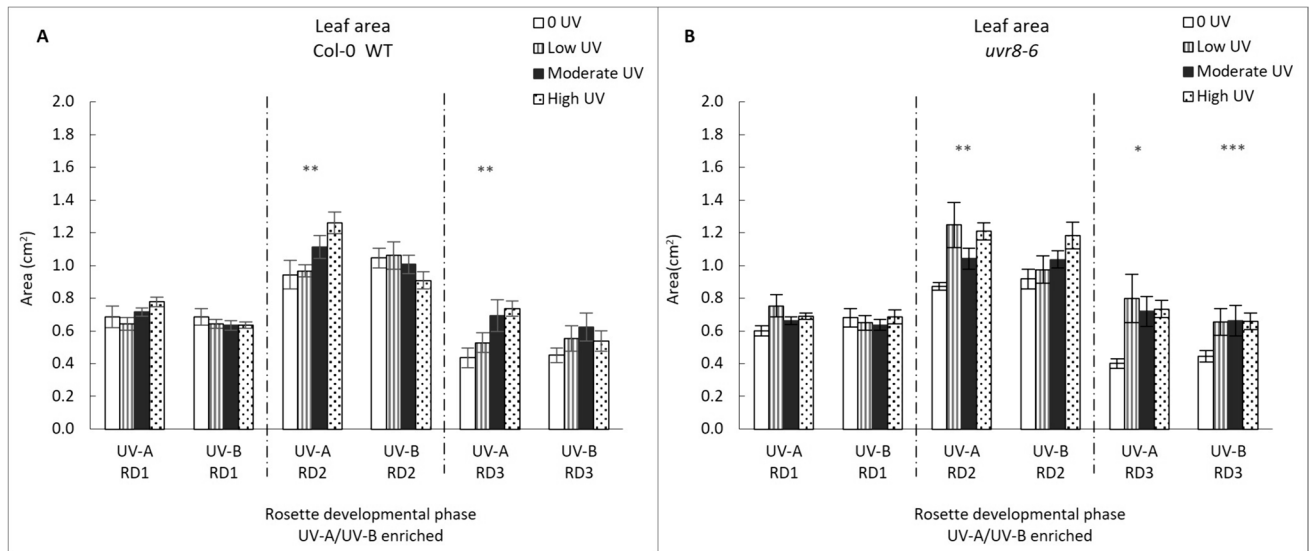 A
Leaf area
Col-0 WT
0 UV
Low UV
Moderate UV
High UV
2.0
1.8
1.6
1.4
1.2
1.0
0.8
0.6
0.4
0.2
0.0
Area (cm²)
**
**
UV-A UV-B UV-A UV-B UV-A UV-B
RD1 RD1 RD2 RD2 RD3 RD3
Rosette developmental phase
UV-A/UV-B enriched
B
Leaf area
uvr8-6
0 UV
Low UV
Moderate UV
High UV
2.0
1.8
1.6
1.4
1.2
1.0
0.8
0.6
0.4
0.2
0.0
Area(cm²)
**
*
***
UV-A UV-B UV-A UV-B UV-A UV-B
RD1 RD1 RD2 RD2 RD3 RD3
Rosette developmental phase
UV-A/UV-B enriched